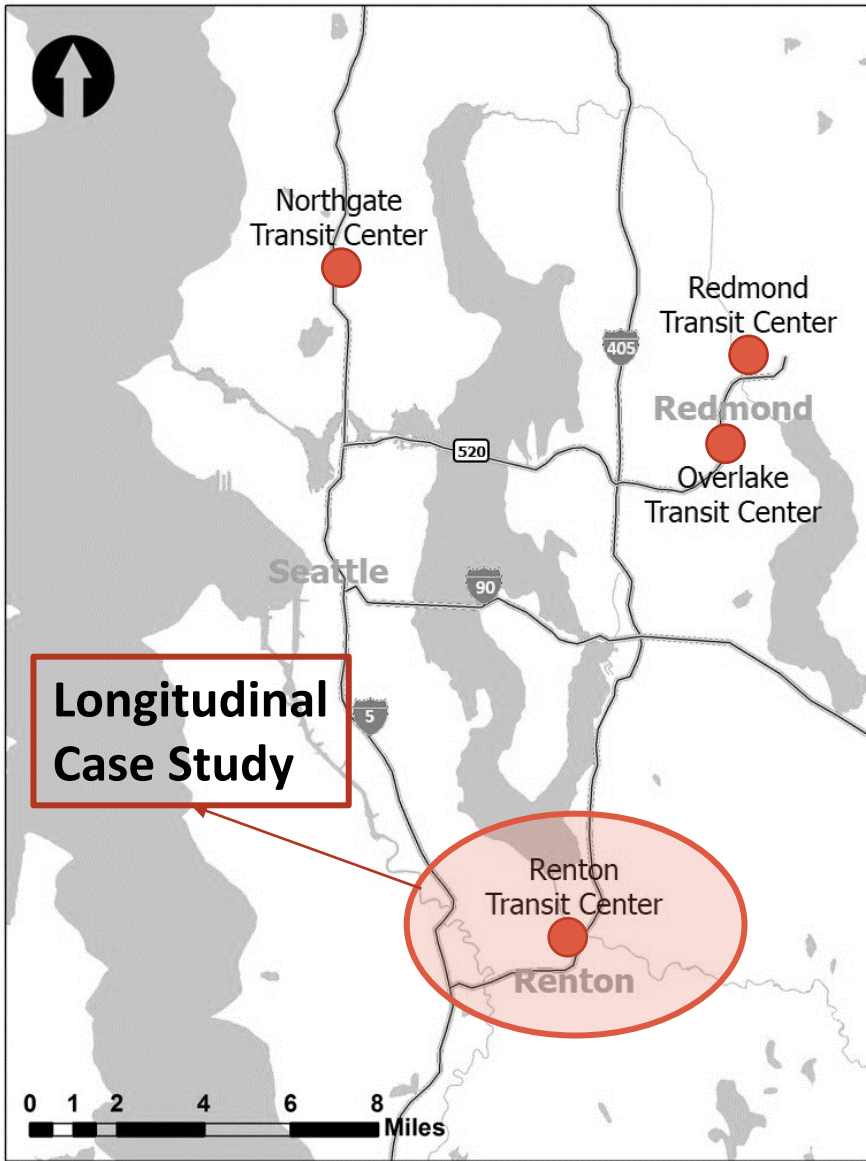 Northgate
Transit Center
Redmond
Transit Center
405
Redmond
520
Overlake
Transit Center
Seattle
90
Longitudinal
Case Study
5
Renton
Transit Center
Renton
0 1 2 4 6 8
Miles